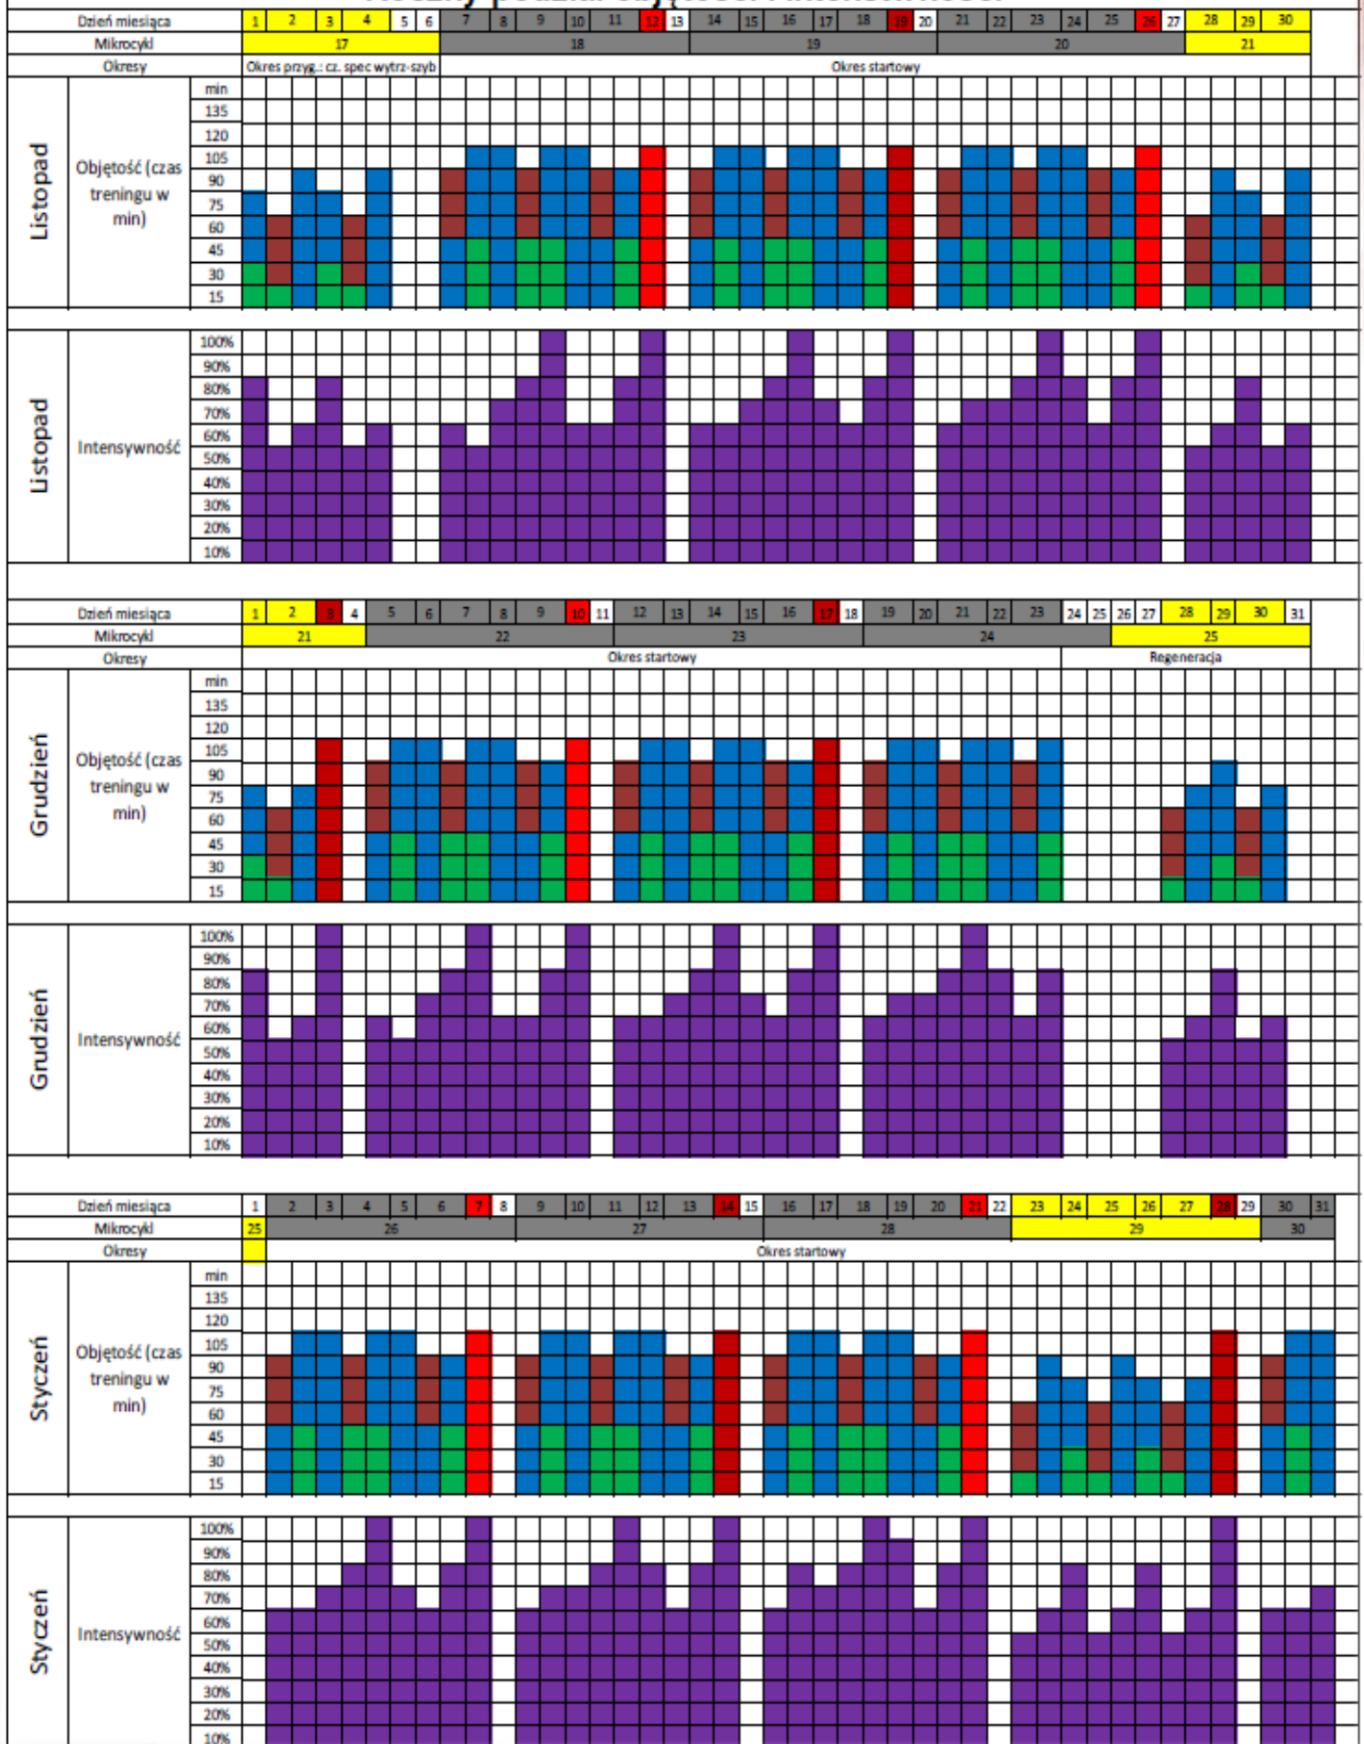 Roczny podział objętości i intensywności
Dzień miesiąca 1 2 3 4 5 6 7 8 9 10 11 12 13 14 15 16 17 18 19 20 21 22 23 24 25 26 27 28 29 30
Mikrocykl 17 18 19 20 21
Okresy Okres przyg.: cz. spec wytrz-szyb Okres startowy
Listopad
Objętość (czas treningu w min)
min
135
120
105
90
75
60
45
30
15
Listopad
Intensywność
100%
90%
80%
70%
60%
50%
40%
30%
20%
10%
Dzień miesiąca 1 2 3 4 5 6 7 8 9 10 11 12 13 14 15 16 17 18 19 20 21 22 23 24 25 26 27 28 29 30 31
Mikrocykl 21 22 23 24 25
Okresy Okres startowy Regeneracja
Grudzień
Objętość (czas treningu w min)
min
135
120
105
90
75
60
45
30
15
Grudzień
Intensywność
100%
90%
80%
70%
60%
50%
40%
30%
20%
10%
Dzień miesiąca 1 2 3 4 5 6 7 8 9 10 11 12 13 14 15 16 17 18 19 20 21 22 23 24 25 26 27 28 29 30 31
Mikrocykl 25 26 27 28 29 30
Okresy Okres startowy
Styczeń
Objętość (czas treningu w min)
min
135
120
105
90
75
60
45
30
15
Styczeń
Intensywność
100%
90%
80%
70%
60%
50%
40%
30%
20%
10%